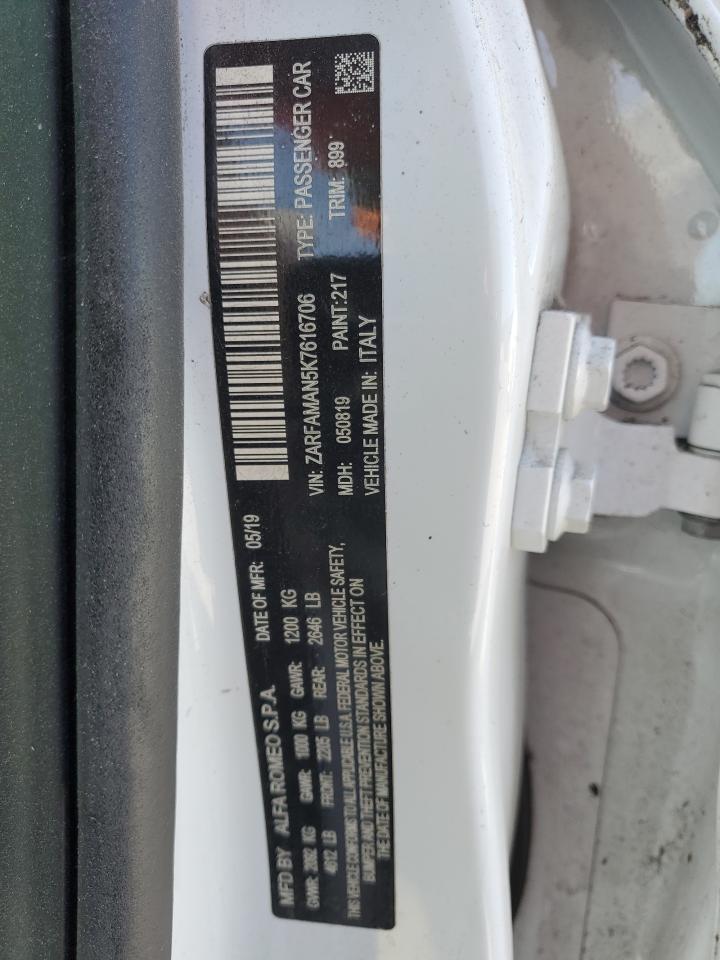 MFD BY ALFA ROMEO S.P.A. DATE OF MFR: 05/19
GVWR: 2092 KG GAWR: 1000 KG GAWR: 1200 KG
4612 LB FRONT: 2205 LB REAR: 2646 LB
THIS VEHICLE CONFORMS TO ALL APPLICABLE U.S.A. FEDERAL MOTOR VEHICLE SAFETY,
BUMPER AND THEFT PREVENTION STANDARDS IN EFFECT ON
THE DATE OF MANUFACTURE SHOWN ABOVE.
VIN: ZARFAMAN5K7616706 TYPE: PASSENGER CAR
MDH: 050819 PAINT:217 TRIM: 899
VEHICLE MADE IN: ITALY